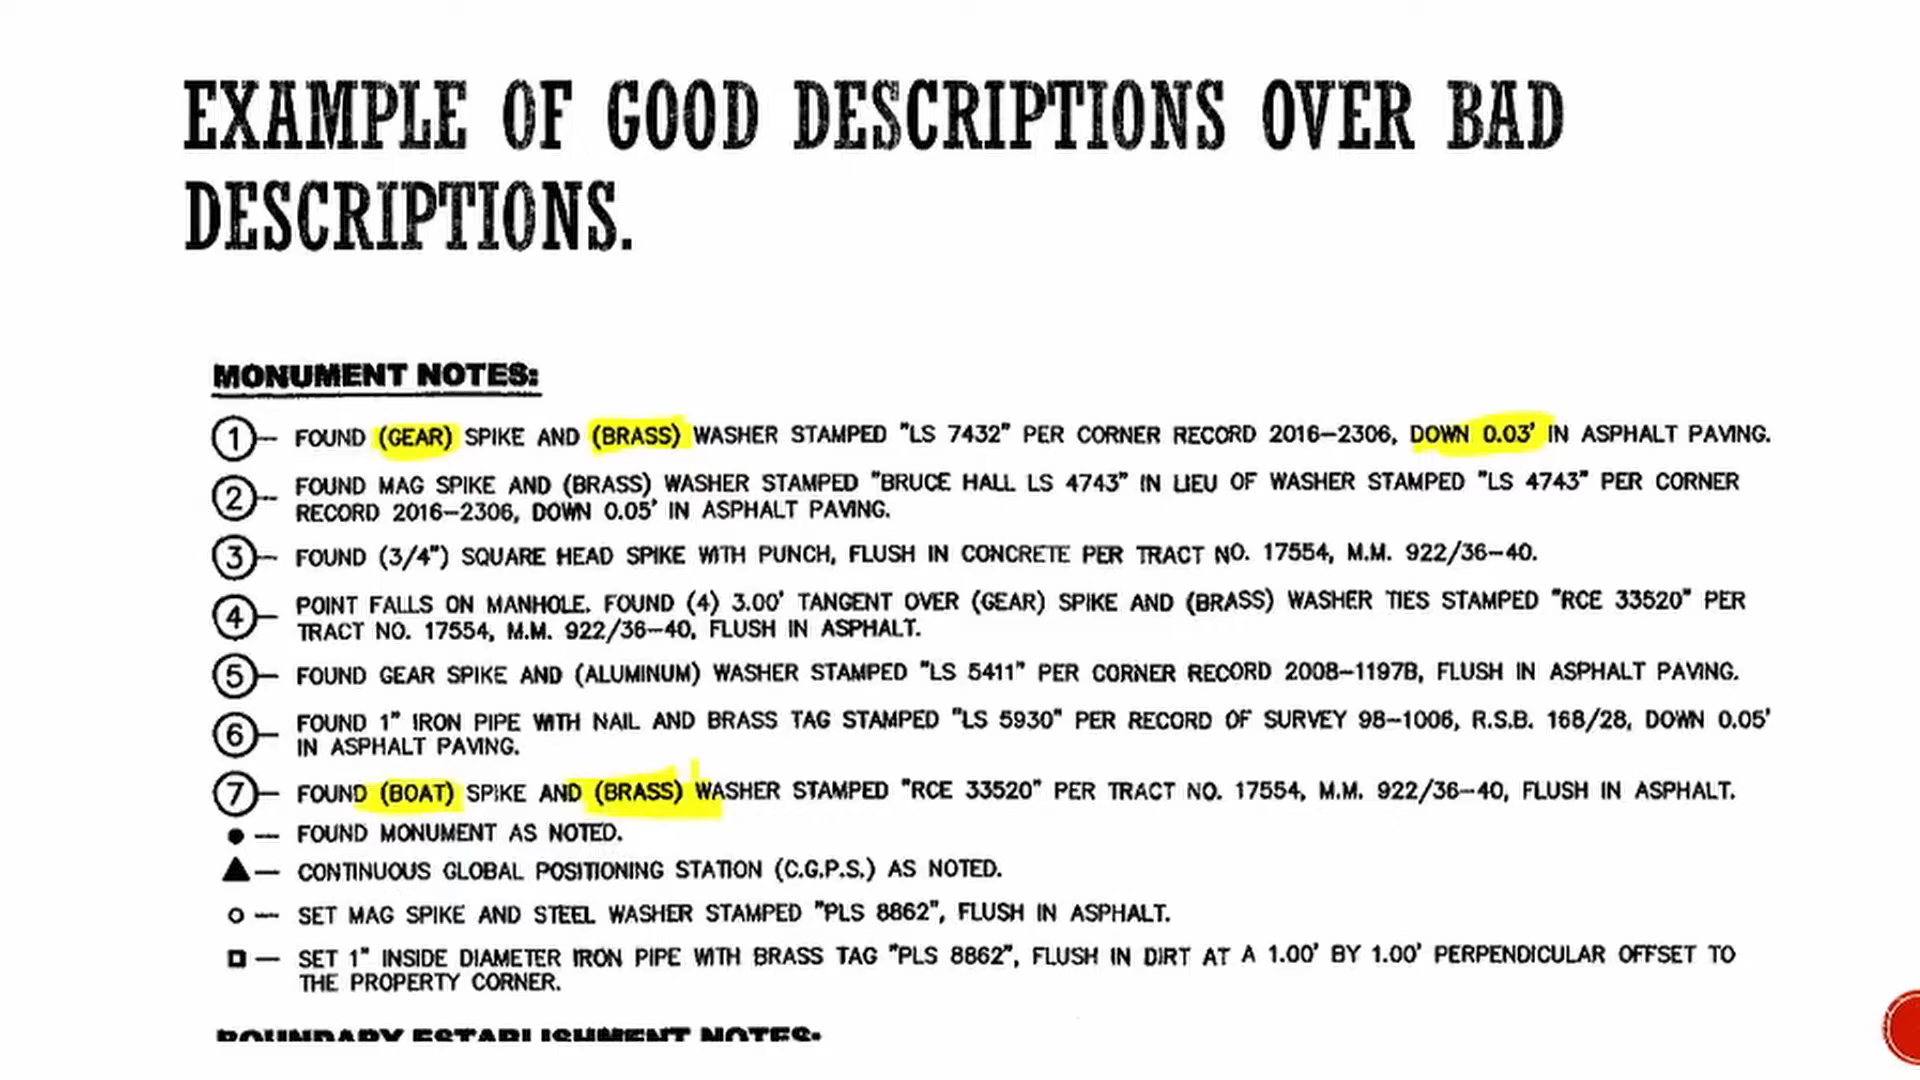 EXAMPLE OF GOOD DESCRIPTIONS OVER BAD
DESCRIPTIONS.
MONUMENT NOTES:
1 — FOUND (GEAR) SPIKE AND (BRASS) WASHER STAMPED "LS 7432" PER CORNER RECORD 2016-2306, DOWN 0.03' IN ASPHALT PAVING.
2 — FOUND MAG SPIKE AND (BRASS) WASHER STAMPED "BRUCE HALL LS 4743" IN LIEU OF WASHER STAMPED "LS 4743" PER CORNER
RECORD 2016-2306, DOWN 0.05' IN ASPHALT PAVING.
3 — FOUND (3/4") SQUARE HEAD SPIKE WITH PUNCH, FLUSH IN CONCRETE PER TRACT NO. 17554, M.M. 922/36-40.
4 — POINT FALLS ON MANHOLE. FOUND (4) 3.00' TANGENT OVER (GEAR) SPIKE AND (BRASS) WASHER TIES STAMPED "RCE 33520" PER
TRACT NO. 17554, M.M. 922/36-40, FLUSH IN ASPHALT.
5 — FOUND GEAR SPIKE AND (ALUMINUM) WASHER STAMPED "LS 5411" PER CORNER RECORD 2008-1197B, FLUSH IN ASPHALT PAVING.
6 — FOUND 1" IRON PIPE WITH NAIL AND BRASS TAG STAMPED "LS 5930" PER RECORD OF SURVEY 98-1006, R.S.B. 168/28, DOWN 0.05'
IN ASPHALT PAVING.
7 — FOUND (BOAT) SPIKE AND (BRASS) WASHER STAMPED "RCE 33520" PER TRACT NO. 17554, M.M. 922/36-40, FLUSH IN ASPHALT.
● — FOUND MONUMENT AS NOTED.
▲ — CONTINUOUS GLOBAL POSITIONING STATION (C.G.P.S.) AS NOTED.
○ — SET MAG SPIKE AND STEEL WASHER STAMPED "PLS 8862", FLUSH IN ASPHALT.
□ — SET 1" INSIDE DIAMETER IRON PIPE WITH BRASS TAG "PLS 8862", FLUSH IN DIRT AT A 1.00' BY 1.00' PERPENDICULAR OFFSET TO
THE PROPERTY CORNER.
BOUNDARY ESTABLISHMENT NOTES: